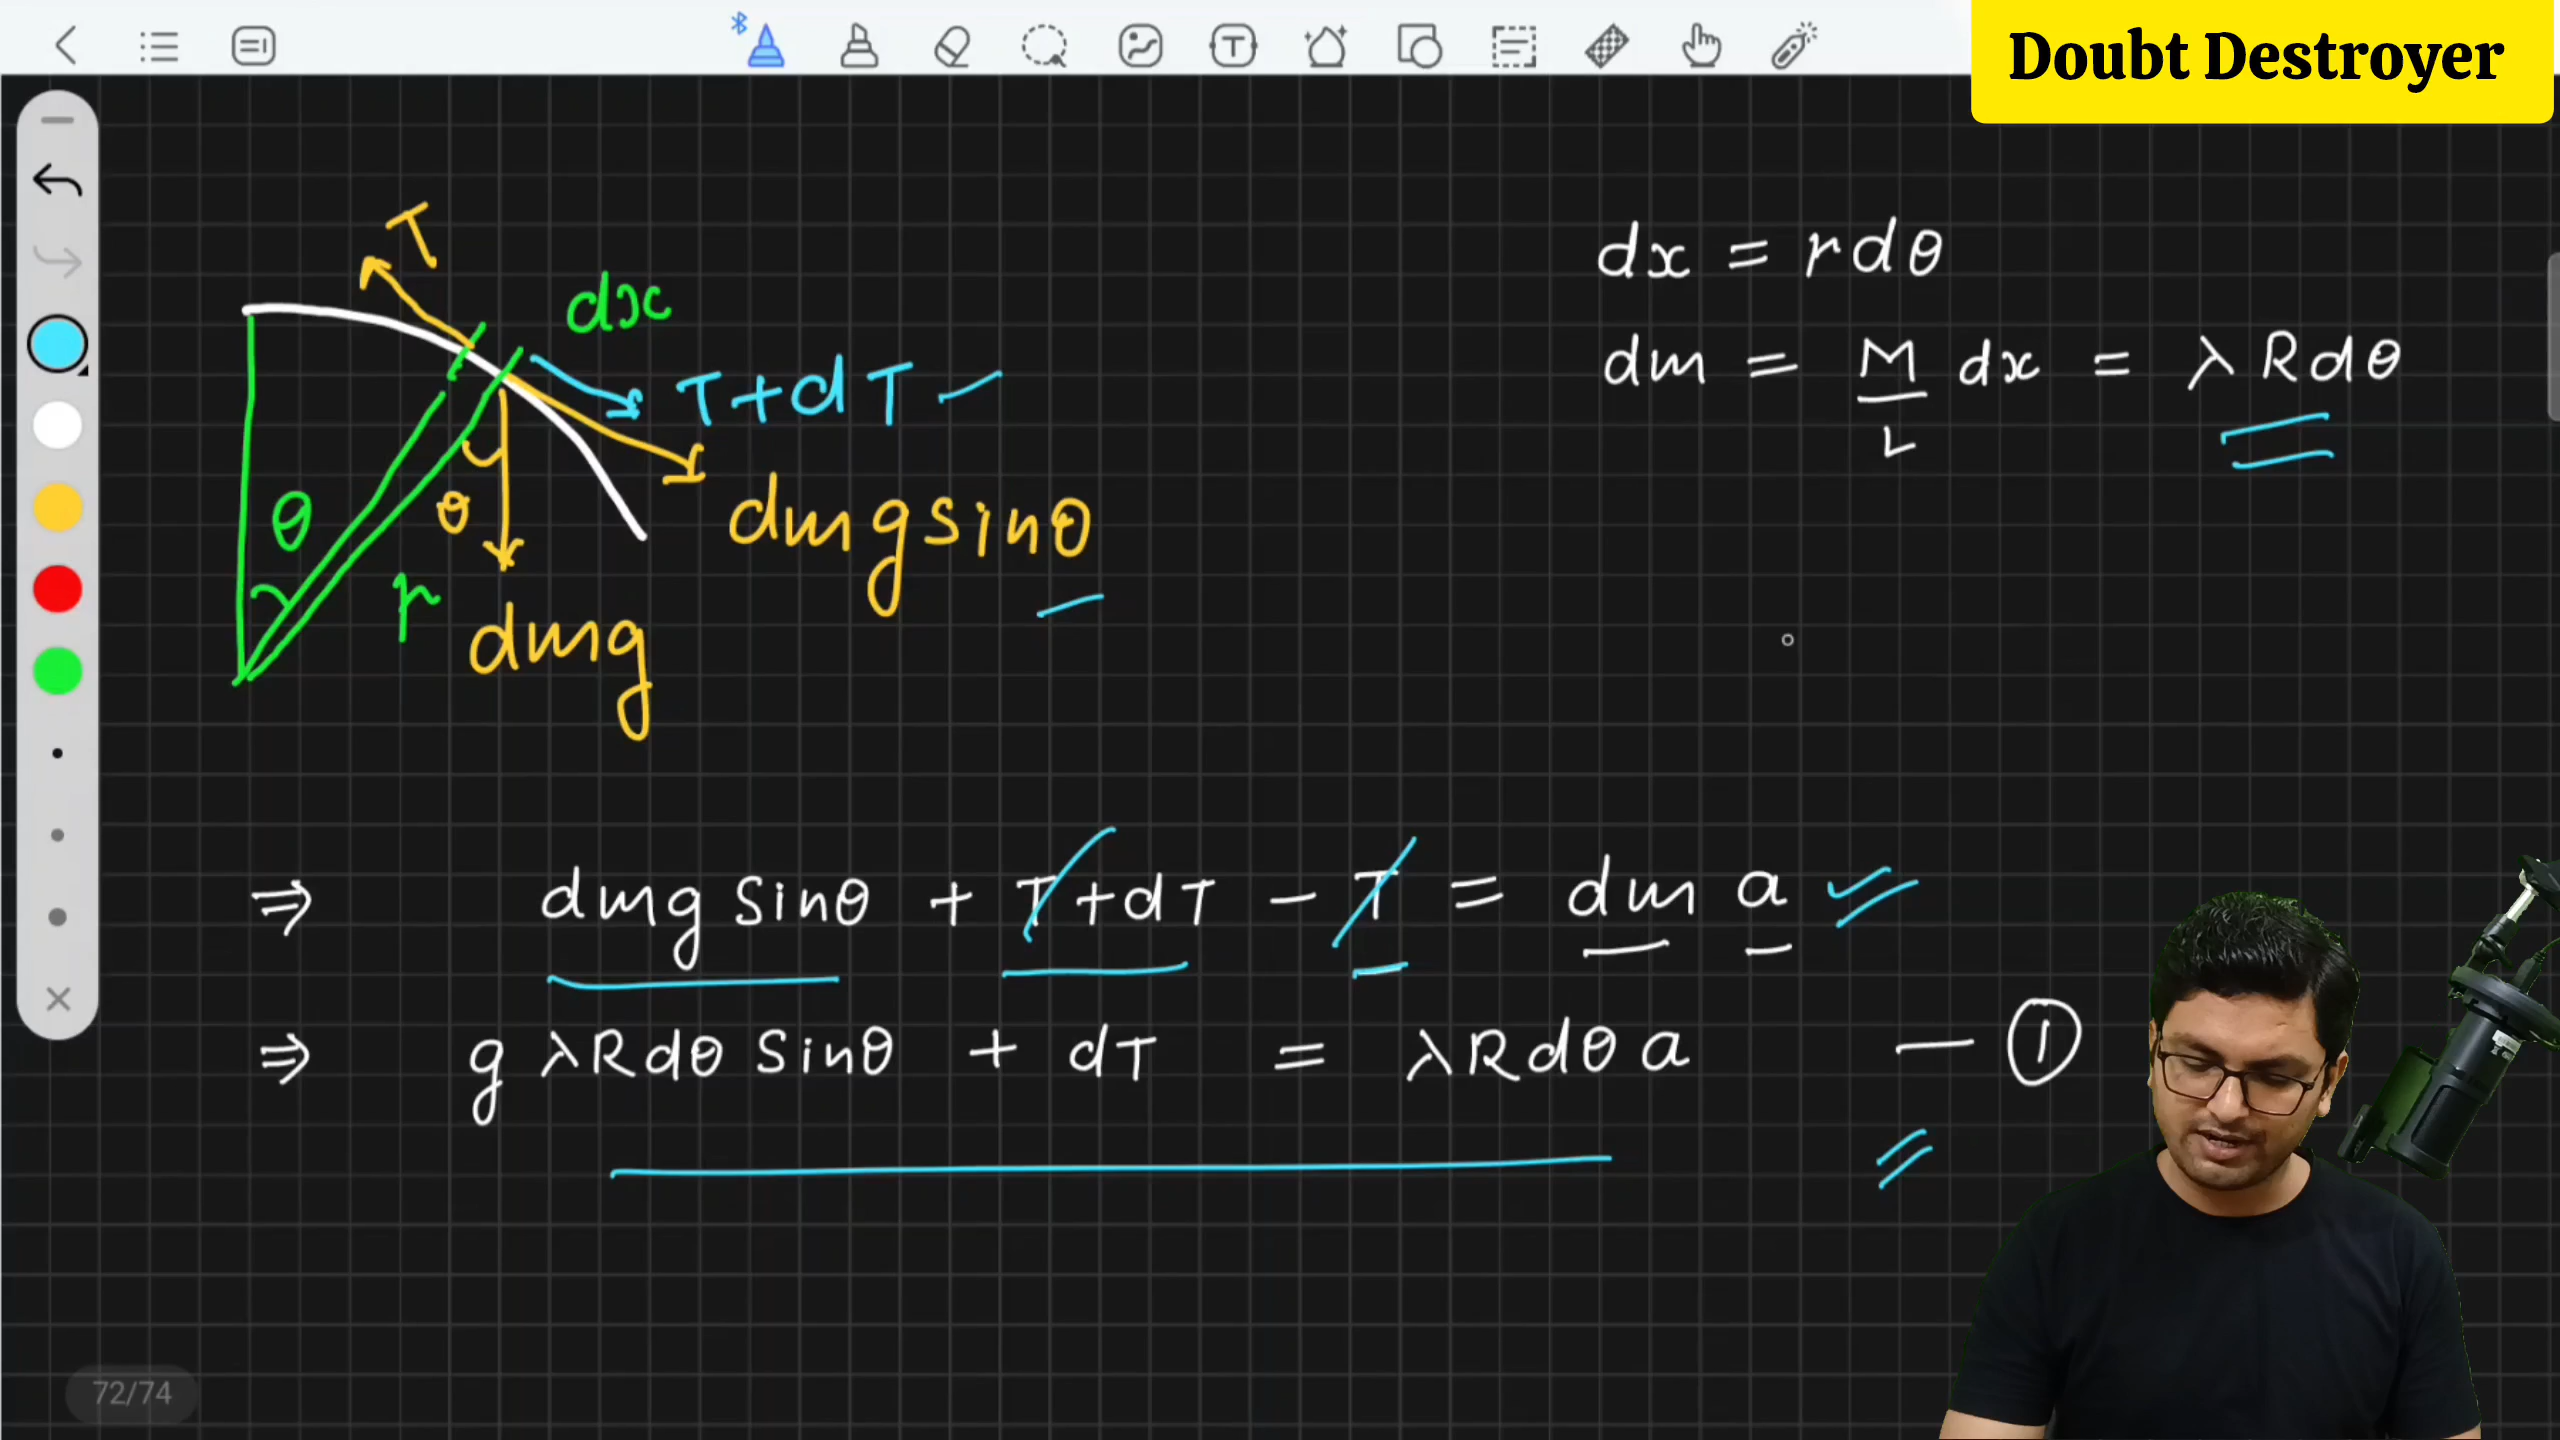 Doubt Destroyer
T
dx
dx = rdθ
T+dT
dm = M/L dx = λRdθ
θ
θ
dmg sinθ
r
dmg
⇒ dmg sinθ + T+dT - T = dm a
⇒ g λRdθ sinθ + dT = λRdθ a - ①
72/74